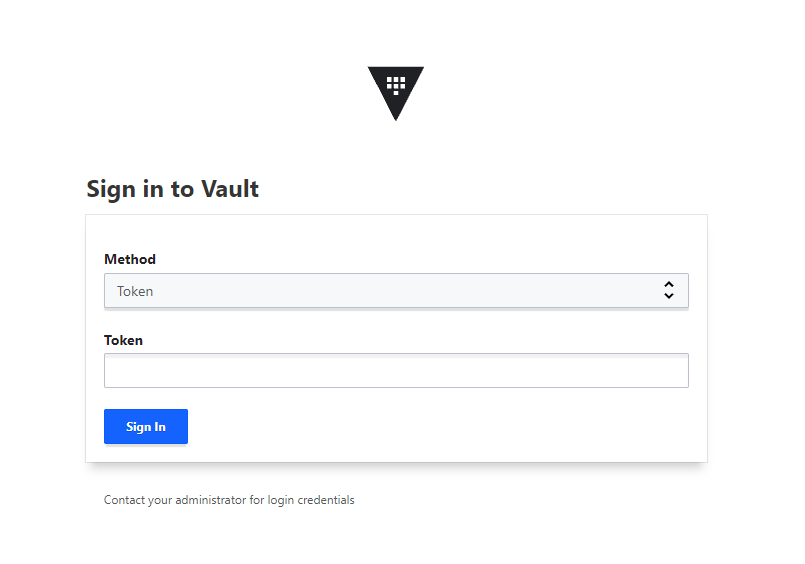 Sign in to Vault
Method
Token
Token
Sign In
Contact your administrator for login credentials